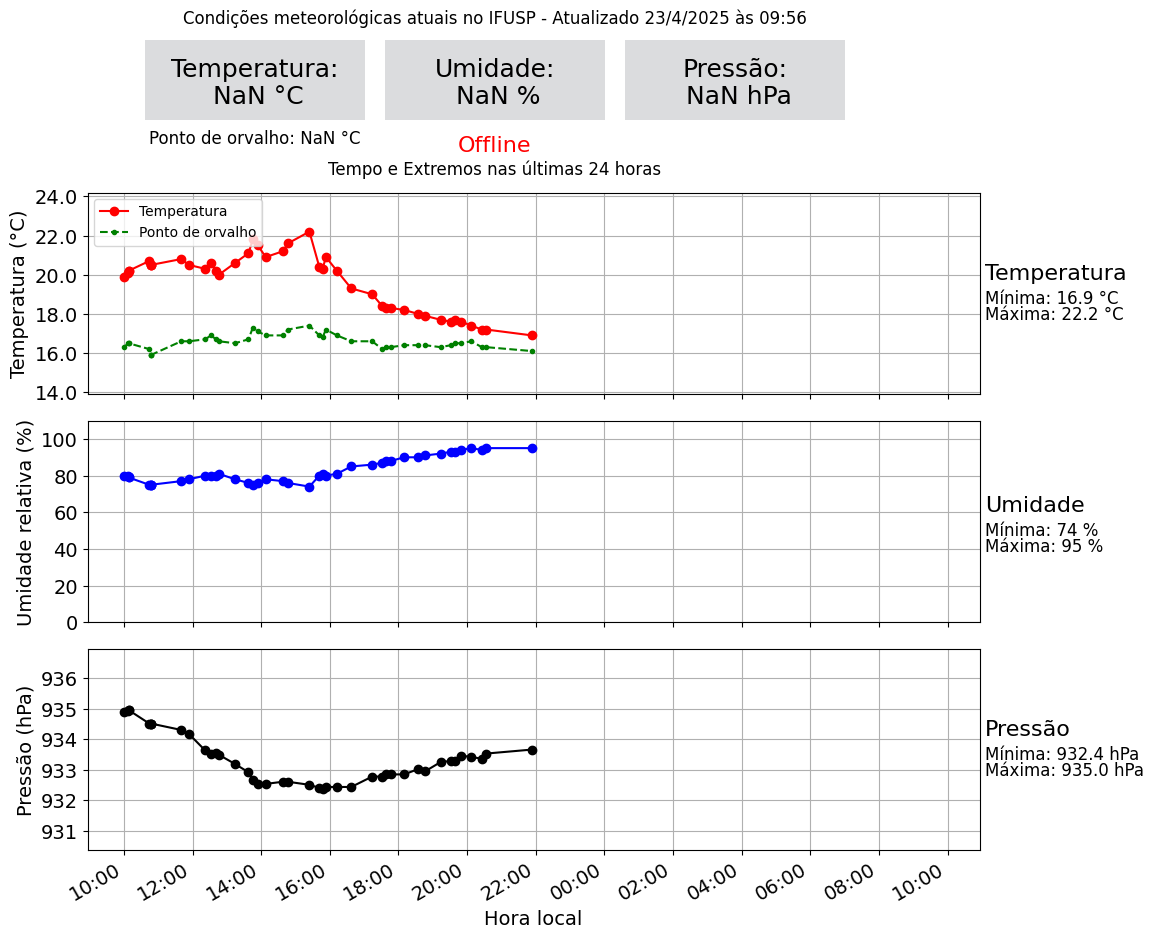 Condições meteorológicas atuais no IFUSP - Atualizado 23/4/2025 às 09:56
Temperatura:
NaN °C
Umidade:
NaN %
Pressão:
NaN hPa
Ponto de orvalho: NaN °C
Offline
Tempo e Extremos nas últimas 24 horas
Temperatura (°C)
24.0
22.0
20.0
18.0
16.0
14.0
Temperatura
Ponto de orvalho
Temperatura
Mínima: 16.9 °C
Máxima: 22.2 °C
Umidade relativa (%)
100
80
60
40
20
0
Umidade
Mínima: 74 %
Máxima: 95 %
Pressão (hPa)
936
935
934
933
932
931
Pressão
Mínima: 932.4 hPa
Máxima: 935.0 hPa
10:00
12:00
14:00
16:00
18:00
20:00
22:00
00:00
02:00
04:00
06:00
08:00
10:00
Hora local